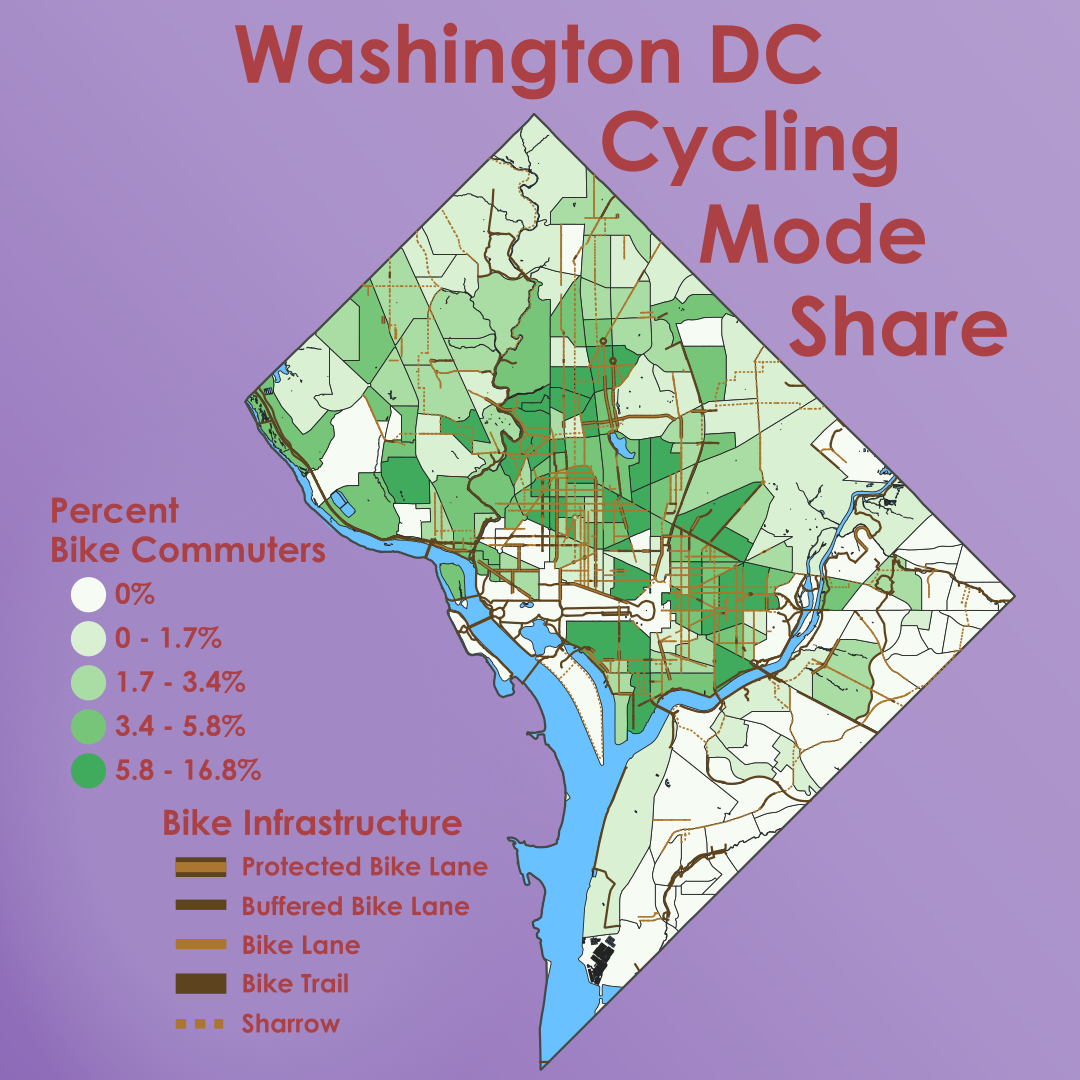 Washington DC
Cycling
Mode
Share
Percent
Bike Commuters
0%
0 - 1.7%
1.7 - 3.4%
3.4 - 5.8%
5.8 - 16.8%
Bike Infrastructure
Protected Bike Lane
Buffered Bike Lane
Bike Lane
Bike Trail
Sharrow